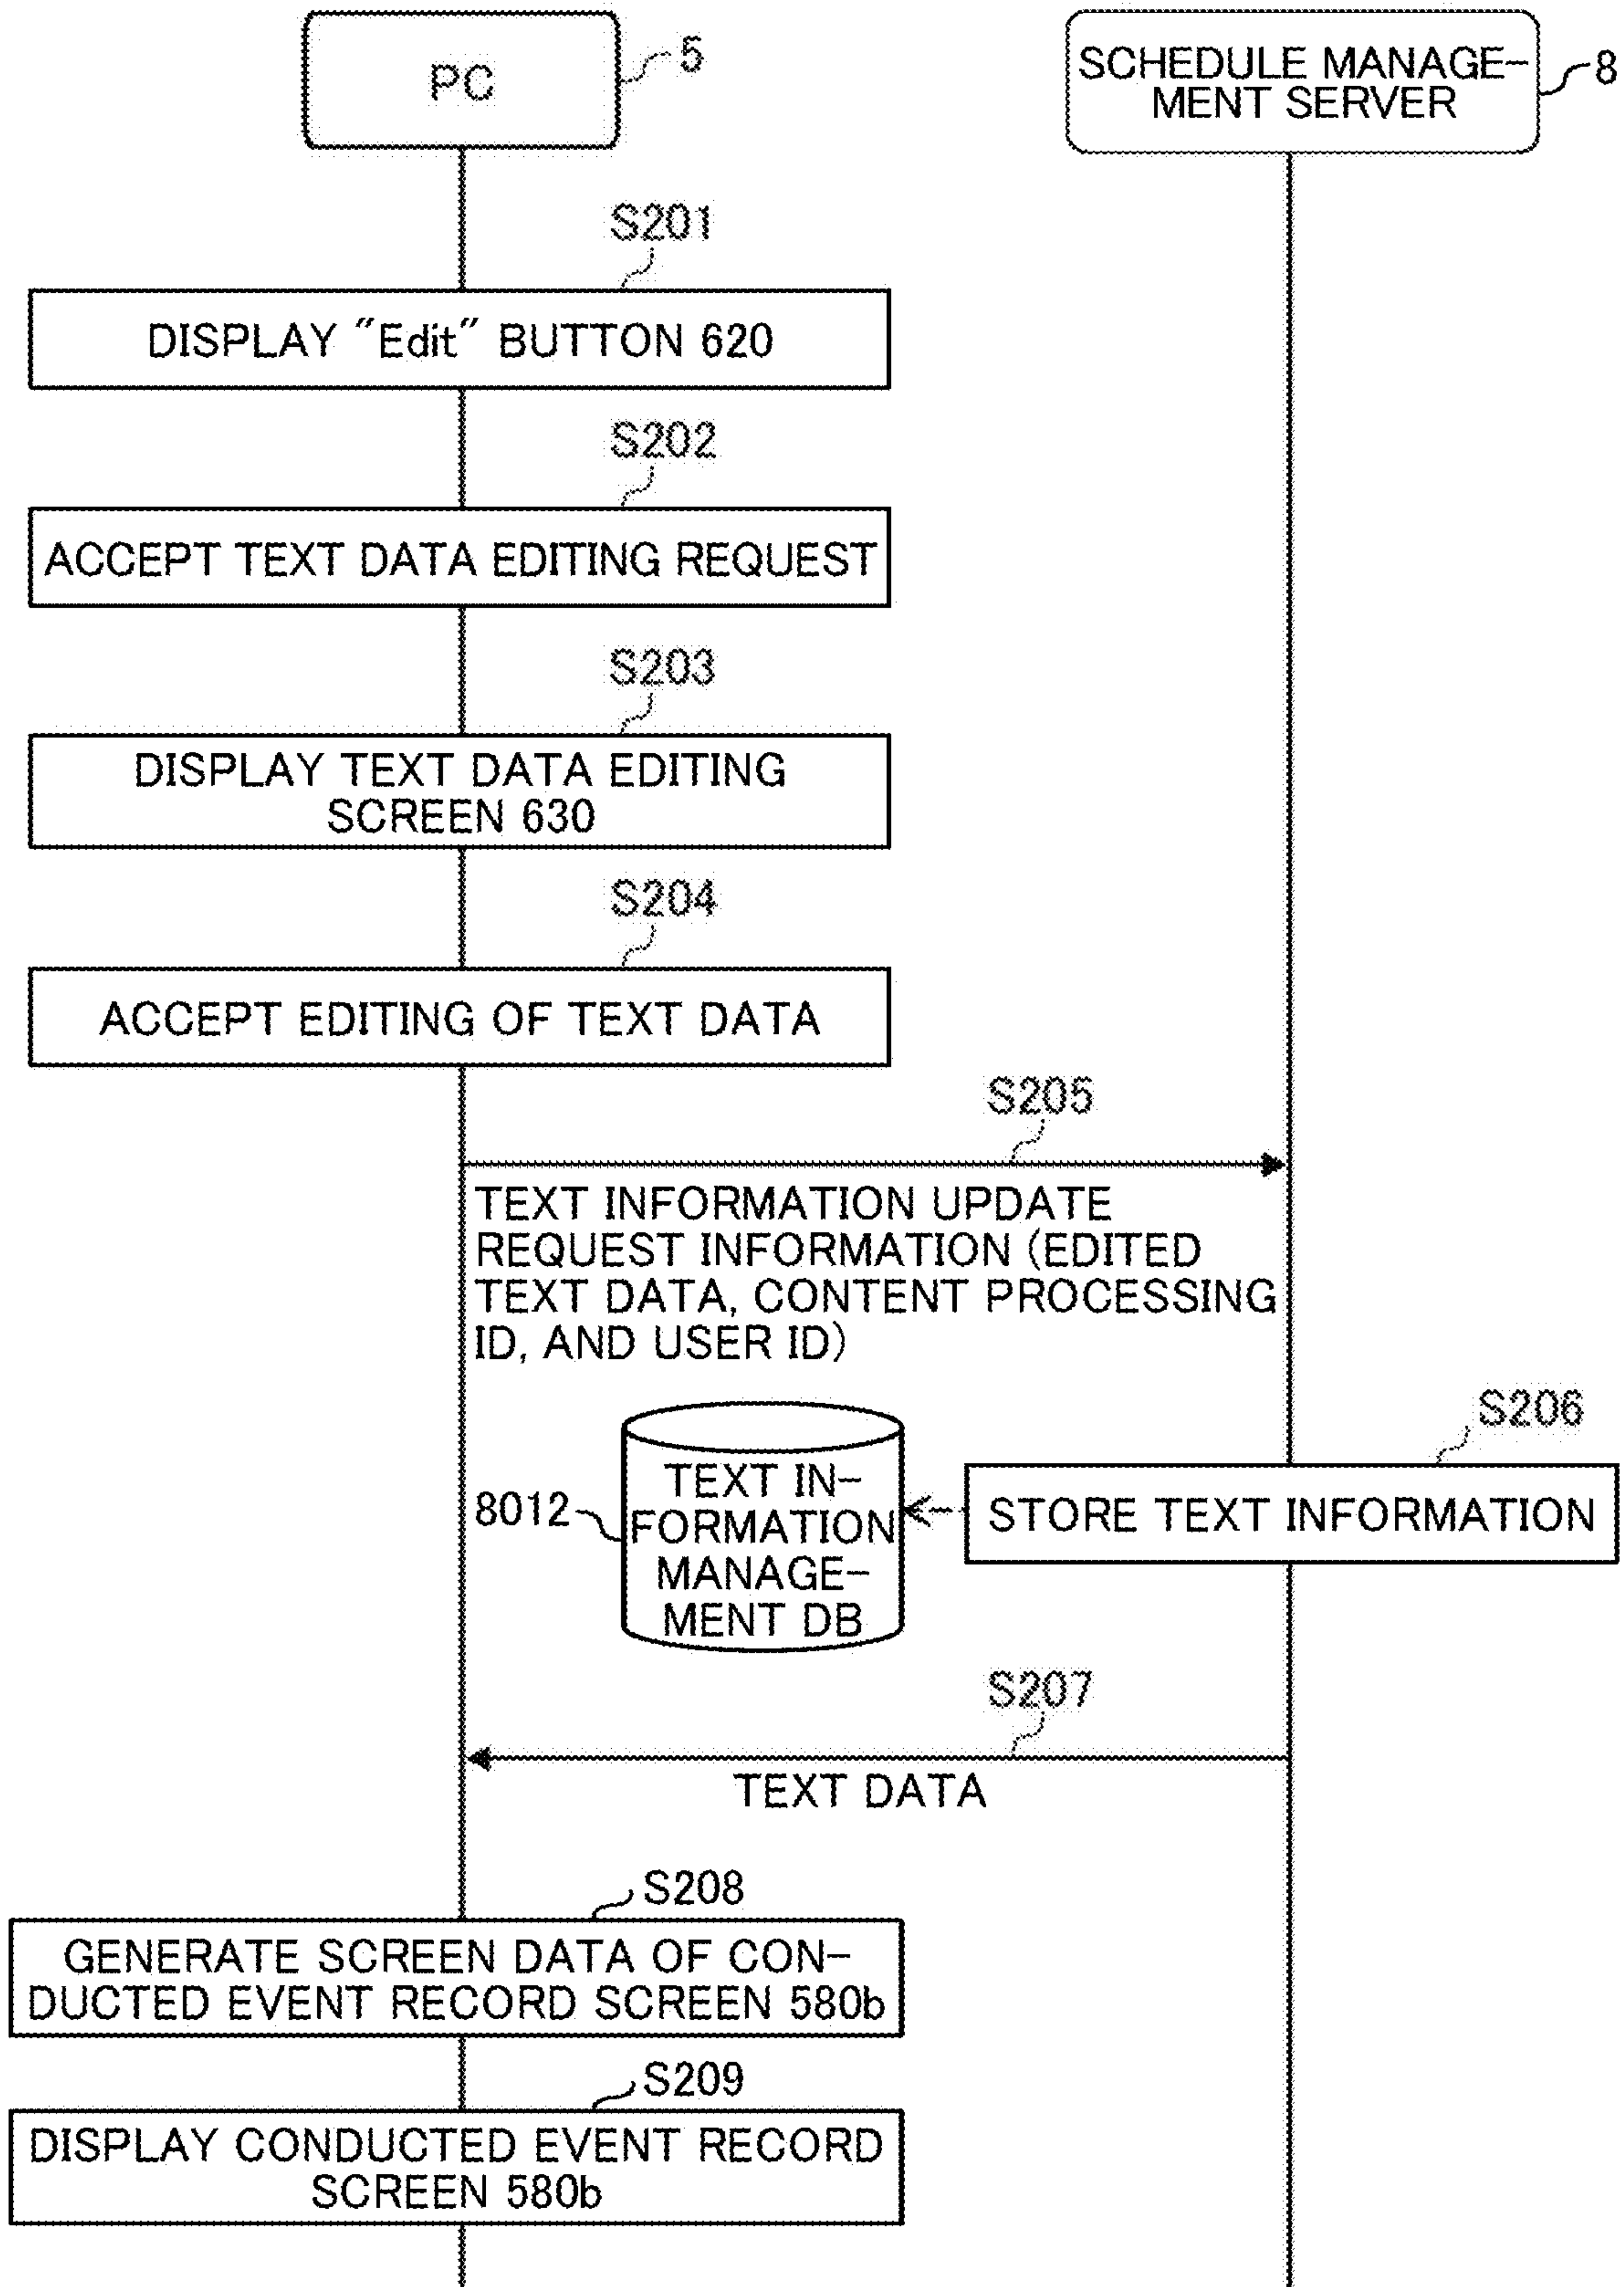 PC
5
SCHEDULE MANAGE-
MENT SERVER
8
S201
DISPLAY "Edit" BUTTON 620
S202
ACCEPT TEXT DATA EDITING REQUEST
S203
DISPLAY TEXT DATA EDITING
SCREEN 630
S204
ACCEPT EDITING OF TEXT DATA
S205
TEXT INFORMATION UPDATE
REQUEST INFORMATION (EDITED
TEXT DATA, CONTENT PROCESSING
ID, AND USER ID)
S206
STORE TEXT INFORMATION
8012
TEXT IN-
FORMATION
MANAGE-
MENT DB
S207
TEXT DATA
S208
GENERATE SCREEN DATA OF CON-
DUCTED EVENT RECORD SCREEN 580b
S209
DISPLAY CONDUCTED EVENT RECORD
SCREEN 580b